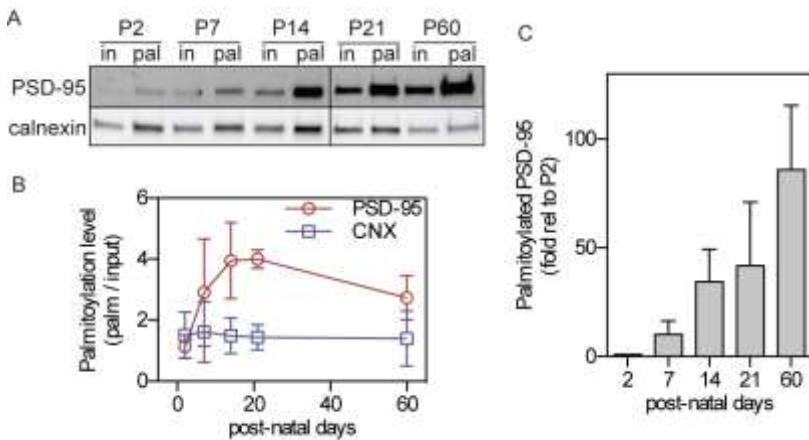 A
P2 P7 P14 P21 P60
in pal in pal in pal in pal in pal
PSD-95
calnexin
B
Palmitoylation level
(palm / input)
6
4
2
0
PSD-95
CNX
0 20 40 60
post-natal days
C
Palmitoylated PSD-95
(fold rel to P2)
100
50
0
2 7 14 21 60
post-natal days